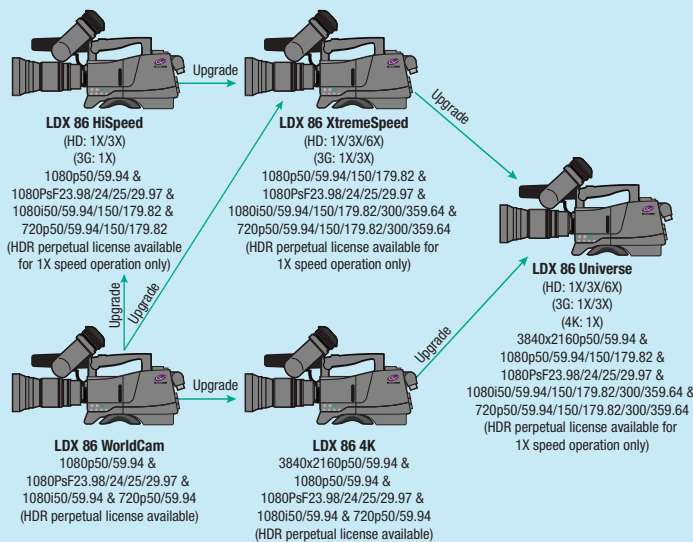 Upgrade
LDX 86 HiSpeed
(HD: 1X/3X)
(3G: 1X)
1080p50/59.94 &
1080PsF23.98/24/25/29.97 &
1080i50/59.94/150/179.82 &
720p50/59.94/150/179.82
(HDR perpetual license available
for 1X speed operation only)
LDX 86 XtremeSpeed
(HD: 1X/3X/6X)
(3G: 1X/3X)
1080p50/59.94/150/179.82 &
1080PsF23.98/24/25/29.97 &
1080i50/59.94/150/179.82/300/359.64 &
720p50/59.94/150/179.82/300/359.64
(HDR perpetual license available for
1X speed operation only)
Upgrade
LDX 86 Universe
(HD: 1X/3X/6X)
(3G: 1X/3X)
(4K: 1X)
3840x2160p50/59.94 &
1080p50/59.94/150/179.82 &
1080PsF23.98/24/25/29.97 &
1080i50/59.94/150/179.82/300/359.64 &
720p50/59.94/150/179.82/300/359.64
(HDR perpetual license available for
1X speed operation only)
Upgrade
Upgrade
Upgrade
Upgrade
LDX 86 WorldCam
1080p50/59.94 &
1080PsF23.98/24/25/29.97 &
1080i50/59.94 & 720p50/59.94
(HDR perpetual license available)
LDX 86 4K
3840x2160p50/59.94 &
1080p50/59.94 &
1080PsF23.98/24/25/29.97 &
1080i50/59.94 & 720p50/59.94
(HDR perpetual license available)